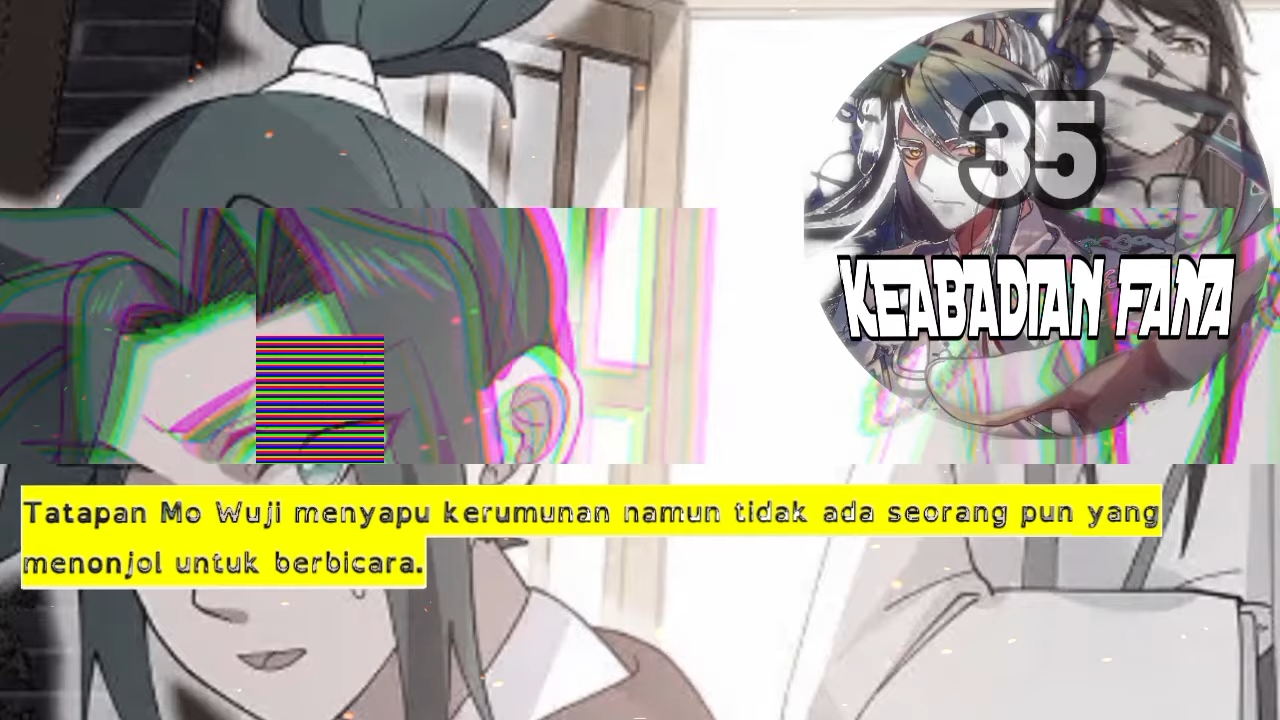 35
KEABADIAN FANA
Tatapan Mo Wuji menyapu kerumunan namun tidak ada seorang pun yang
menonjol untuk berbicara.